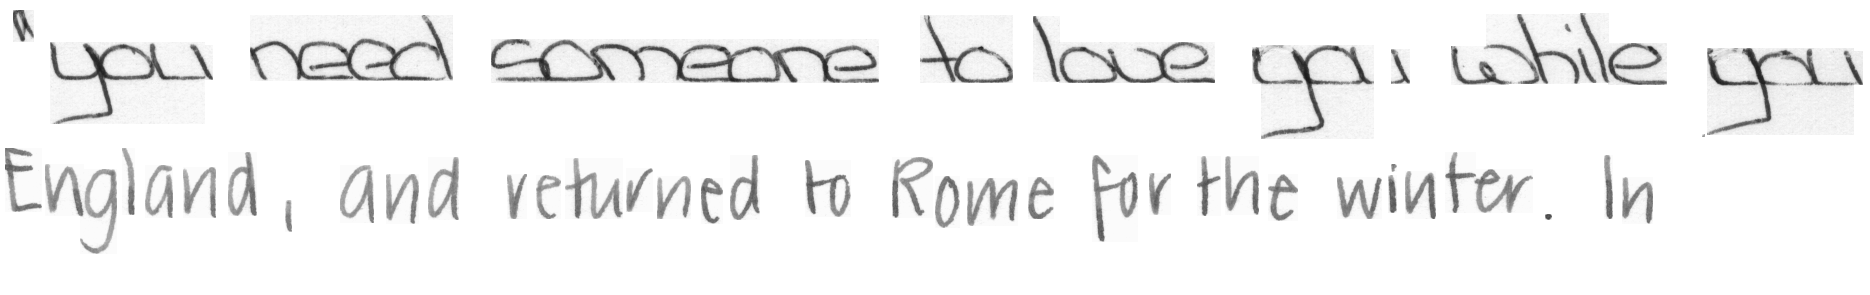 "you need someone to love you while you
England, and returned to Rome for the winter. In